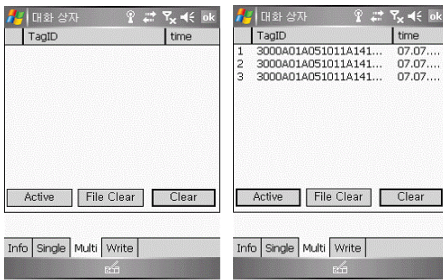 대화 상자 ok
TagID time
Active File Clear Clear
Info Single Multi Write
대화 상자 ok
TagID time
1 3000A01A051011A141... 07.07....
2 3000A01A051011A141... 07.07....
3 3000A01A051011A141... 07.07....
Active File Clear Clear
Info Single Multi Write